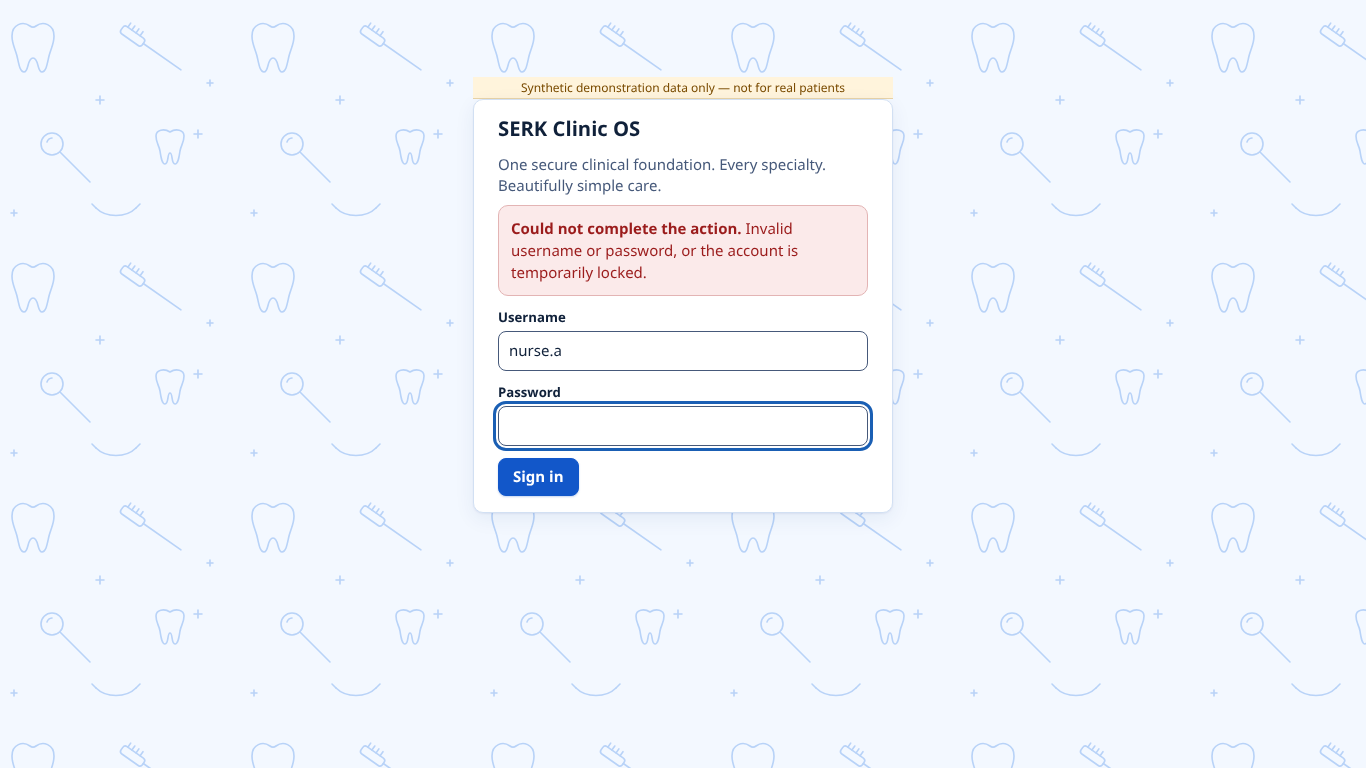 Synthetic demonstration data only — not for real patients
SERK Clinic OS
One secure clinical foundation. Every specialty.
Beautifully simple care.
Could not complete the action. Invalid
username or password, or the account is
temporarily locked.
Username
nurse.a
Password
Sign in